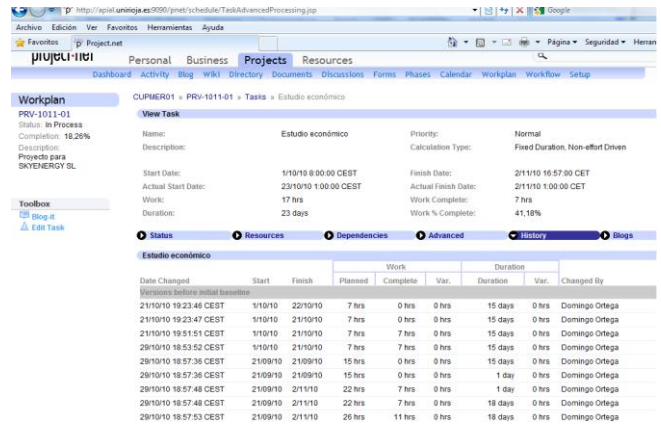 http://apial.unirioja.es:9090/pnet/schedule/TaskAdvancedProcessing.jsp Google
Archivo Edición Ver Favoritos Herramientas Ayuda
Favoritos Project.net Página Seguridad Herram
project-net Personal Business Projects Resources
Dashboard Activity Blog Wiki Directory Documents Discussions Forms Phases Calendar Workplan Workflow Setup
Workplan
PRV-1011-01
Status: In Process
Completion: 18,26%
Description:
Proyecto para
SKYENERGY SL
Toolbox
Blog-it
Edit Task
CUPMER01 » PRV-1011-01 » Tasks » Estudio económico
View Task
Name: Estudio económico Priority: Normal
Description: Calculation Type: Fixed Duration, Non-effort Driven
Start Date: 1/10/10 8:00:00 CEST Finish Date: 2/11/10 16:57:00 CET
Actual Start Date: 23/10/10 1:00:00 CEST Actual Finish Date: 2/11/10 1:00:00 CET
Work: 17 hrs Work Complete: 7 hrs
Duration: 23 days Work % Complete: 41,18%
Status Resources Dependencies Advanced History Blogs
Estudio económico
Work Duration
Date Changed Start Finish Planned Complete Var. Duration Var. Changed By
Versions before initial baseline
21/10/10 19:23:46 CEST 1/10/10 22/10/10 7 hrs 0 hrs 0 hrs 15 days 0 hrs Domingo Ortega
21/10/10 19:23:47 CEST 1/10/10 21/10/10 7 hrs 0 hrs 0 hrs 15 days 0 hrs Domingo Ortega
21/10/10 19:51:51 CEST 1/10/10 21/10/10 7 hrs 7 hrs 0 hrs 15 days 0 hrs Domingo Ortega
29/10/10 18:53:52 CEST 1/10/10 21/10/10 7 hrs 7 hrs 0 hrs 15 days 0 hrs Domingo Ortega
29/10/10 18:57:36 CEST 21/09/10 21/09/10 15 hrs 0 hrs 0 hrs 15 days 0 hrs Domingo Ortega
29/10/10 18:57:36 CEST 21/09/10 21/09/10 15 hrs 0 hrs 0 hrs 1 day 0 hrs Domingo Ortega
29/10/10 18:57:48 CEST 21/09/10 2/11/10 22 hrs 7 hrs 0 hrs 1 day 0 hrs Domingo Ortega
29/10/10 18:57:48 CEST 21/09/10 2/11/10 22 hrs 7 hrs 0 hrs 18 days 0 hrs Domingo Ortega
29/10/10 18:57:53 CEST 21/09/10 2/11/10 26 hrs 11 hrs 0 hrs 18 days 0 hrs Domingo Ortega